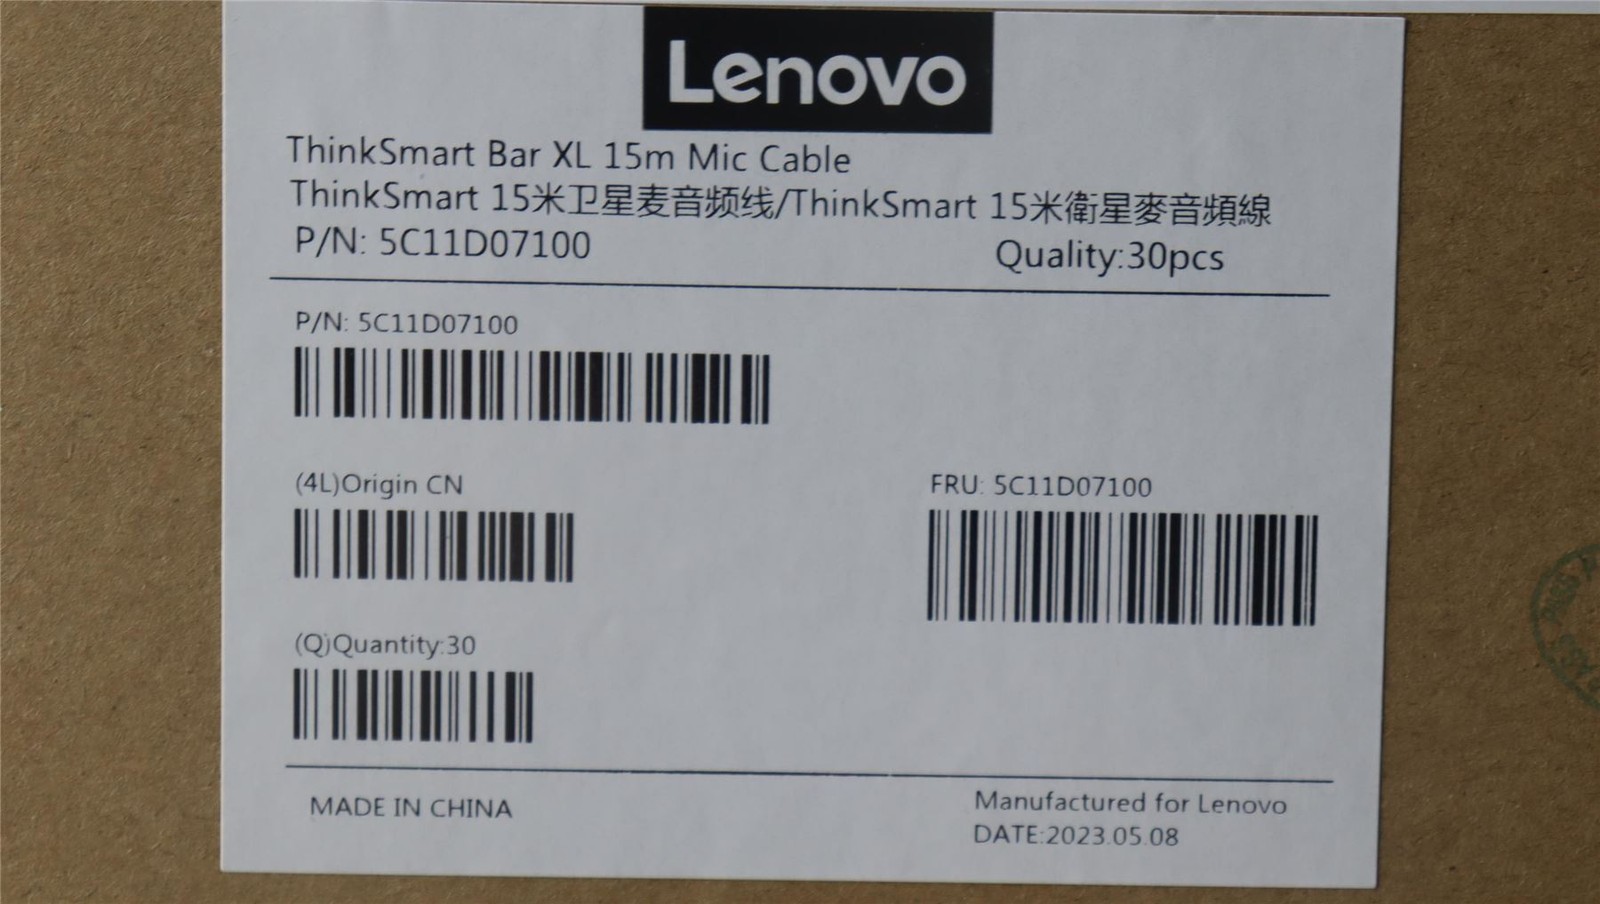 Lenovo
ThinkSmart Bar XL 15m Mic Cable
ThinkSmart 15米卫星麦音频线/ThinkSmart 15米衛星麥音頻線
P/N: 5C11D07100 Quality:30pcs
P/N: 5C11D07100
(4L)Origin CN
FRU: 5C11D07100
(Q)Quantity:30
MADE IN CHINA
Manufactured for Lenovo
DATE:2023.05.08
PASS